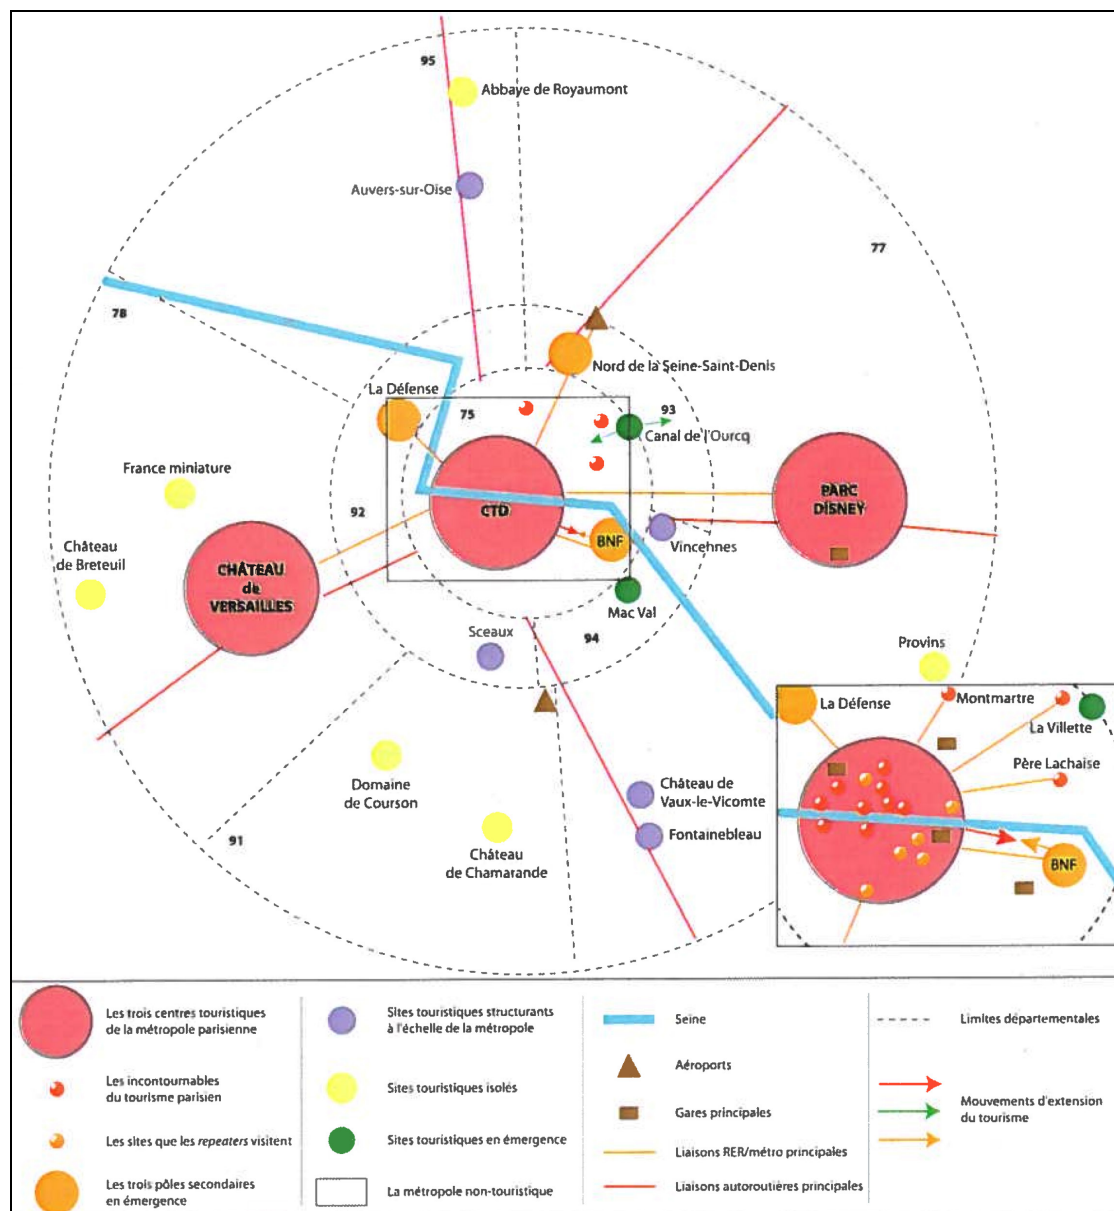 95
Abbaye de Royaumont
Auvers-sur-Oise
77
78
Nord de la Seine-Saint-Denis
La Défense
75
93
Canal de l'Ourcq
France miniature
PARC
DISNEY
CTD
92
BNF
Vincennes
Château
de Breteuil
CHÂTEAU
de
VERSAILLES
Mac Val
Sceaux
94
Provins
La Défense
Montmartre
La Villette
Père Lachaise
BNF
Domaine
de Courson
Château de
Vaux-le-Vicomte
Fontainebleau
91
Château
de Chamarande
Les trois centres touristiques
de la métropole parisienne
Les incontournables
du tourisme parisien
Les sites que les repeaters visitent
Les trois pôles secondaires
en émergence
Sites touristiques structurants
à l'échelle de la métropole
Sites touristiques isolés
Sites touristiques en émergence
La métropole non-touristique
Seine
Aéroports
Gares principales
Liaisons RER/métro principales
Liaisons autoroutières principales
Limites départementales
Mouvements d'extension
du tourisme